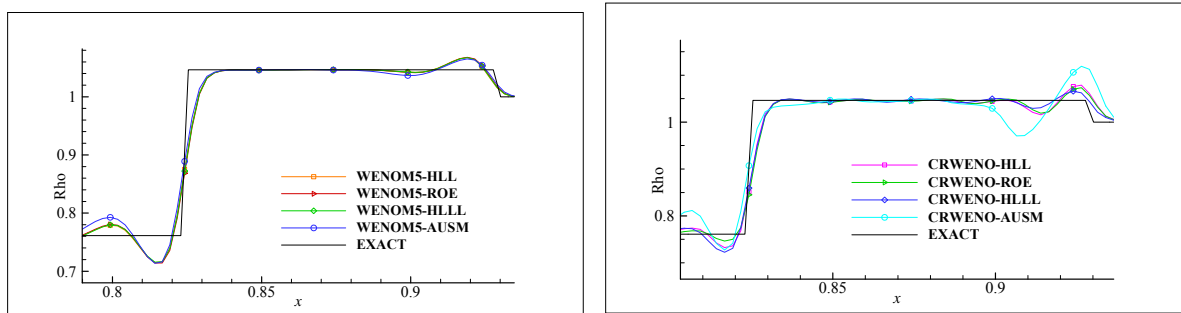 Rho
1
0.9
0.8
0.7
WENOM5-HLL
WENOM5-ROE
WENOM5-HLLL
WENOM5-AUSM
EXACT
0.8
0.85
0.9
x
Rho
1
0.8
CRWENO-HLL
CRWENO-ROE
CRWENO-HLLL
CRWENO-AUSM
EXACT
0.85
0.9
x